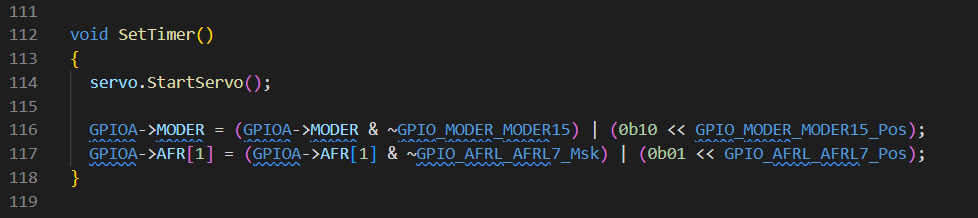 111
112 void SetTimer()
113 {
114 servo.StartServo();
115
116 GPIOA->MODER = (GPIOA->MODER & ~GPIO_MODER_MODER15) | (0b10 << GPIO_MODER_MODER15_Pos);
117 GPIOA->AFR[1] = (GPIOA->AFR[1] & ~GPIO_AFRL_AFRL7_Msk) | (0b01 << GPIO_AFRL_AFRL7_Pos);
118 }
119